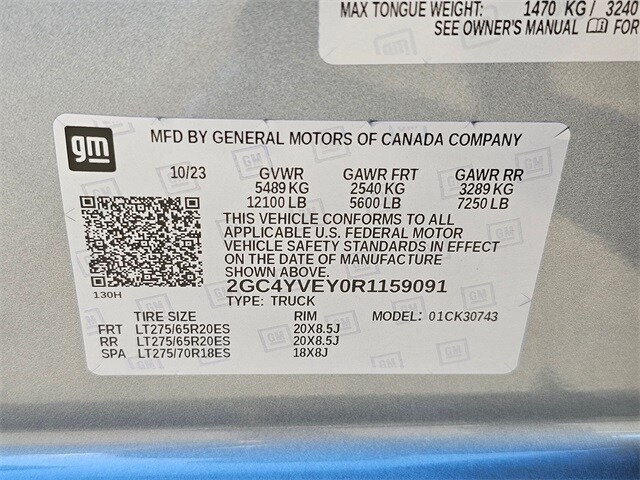 MAX TONGUE WEIGHT: 1470 KG / 3240
SEE OWNER'S MANUAL FOR
gm
MFD BY GENERAL MOTORS OF CANADA COMPANY
10/23 GVWR GAWR FRT GAWR RR
5489 KG 2540 KG 3289 KG
12100 LB 5600 LB 7250 LB
THIS VEHICLE CONFORMS TO ALL
APPLICABLE U.S. FEDERAL MOTOR
VEHICLE SAFETY STANDARDS IN EFFECT
ON THE DATE OF MANUFACTURE
SHOWN ABOVE.
130H
2GC4YVEY0R1159091
TYPE: TRUCK
TIRE SIZE RIM MODEL: 01CK30743
FRT LT275/65R20ES 20X8.5J
RR LT275/65R20ES 20X8.5J
SPA LT275/70R18ES 18X8J